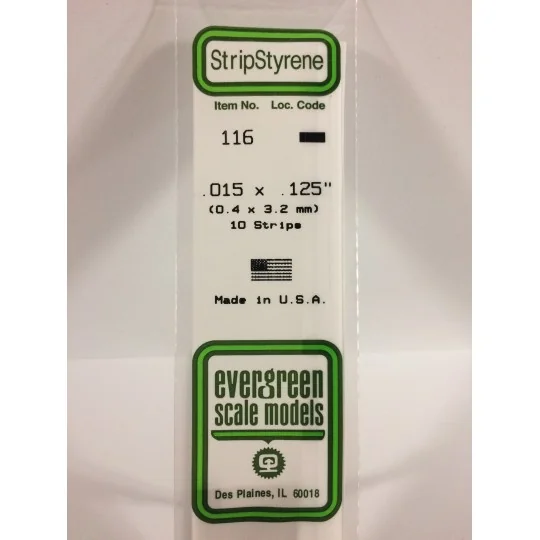 StripStyrene
Item No. Loc. Code
116
.015 x .125"
(0.4 x 3.2 mm)
10 Strips
Made in U.S.A.
evergreen
scale models
Des Plaines, IL 60018